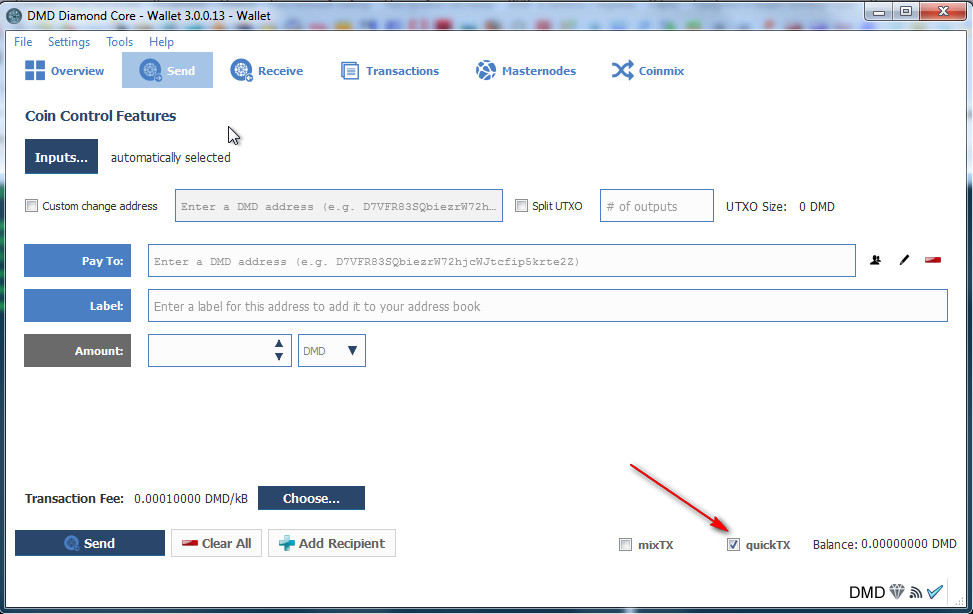 DMD Diamond Core - Wallet 3.0.0.13 - Wallet
File Settings Tools Help
Overview Send Receive Transactions Masternodes Coinmix
Coin Control Features
Inputs... automatically selected
Custom change address Enter a DMD address (e.g. D7VFR83SQbiezrW72h... Split UTXO # of outputs UTXO Size: 0 DMD
Pay To: Enter a DMD address (e.g. D7VFR83SQbiezrW72hjcWJtcfip5krte2Z)
Label: Enter a label for this address to add it to your address book
Amount: DMD
Transaction Fee: 0.00010000 DMD/kB Choose...
Send Clear All Add Recipient mixTX quickTX Balance: 0.00000000 DMD
DMD